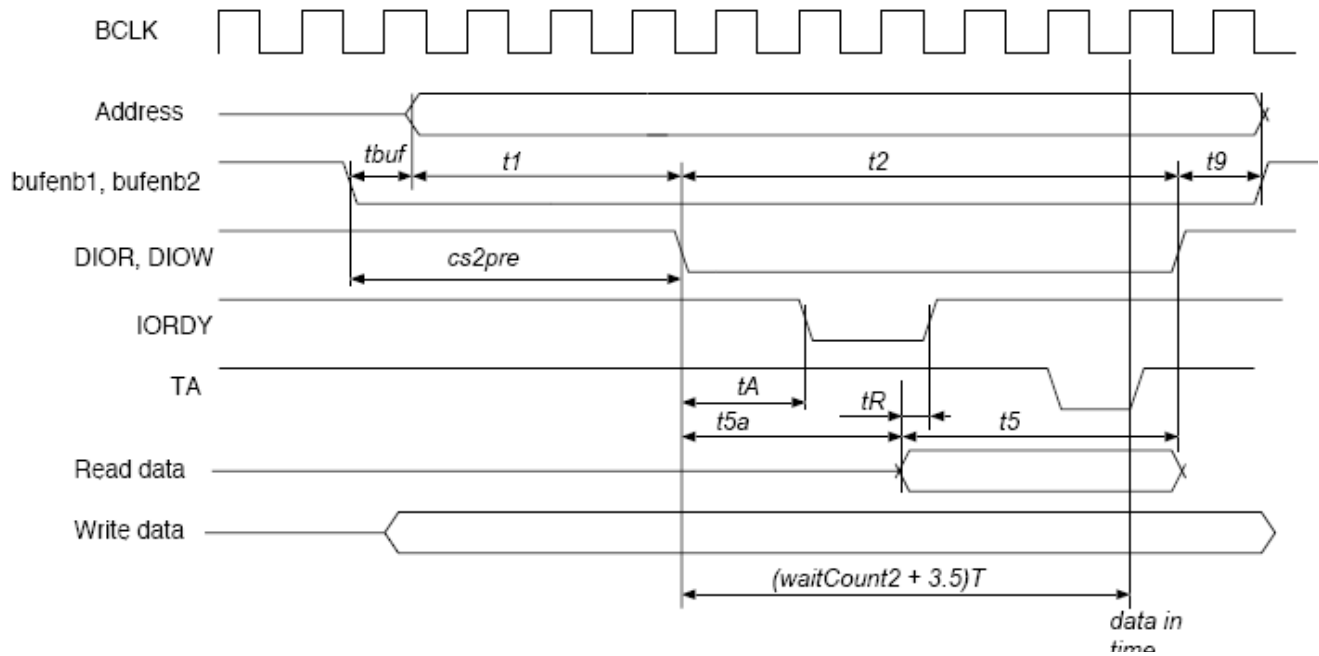 BCLK
Address
tbuf
t1
t2
t9
bufenb1, bufenb2
DIOR, DIOW
cs2pre
IORDY
TA
tA
tR
t5a
t5
Read data
Write data
(waitCount2 + 3.5)T
data in
time